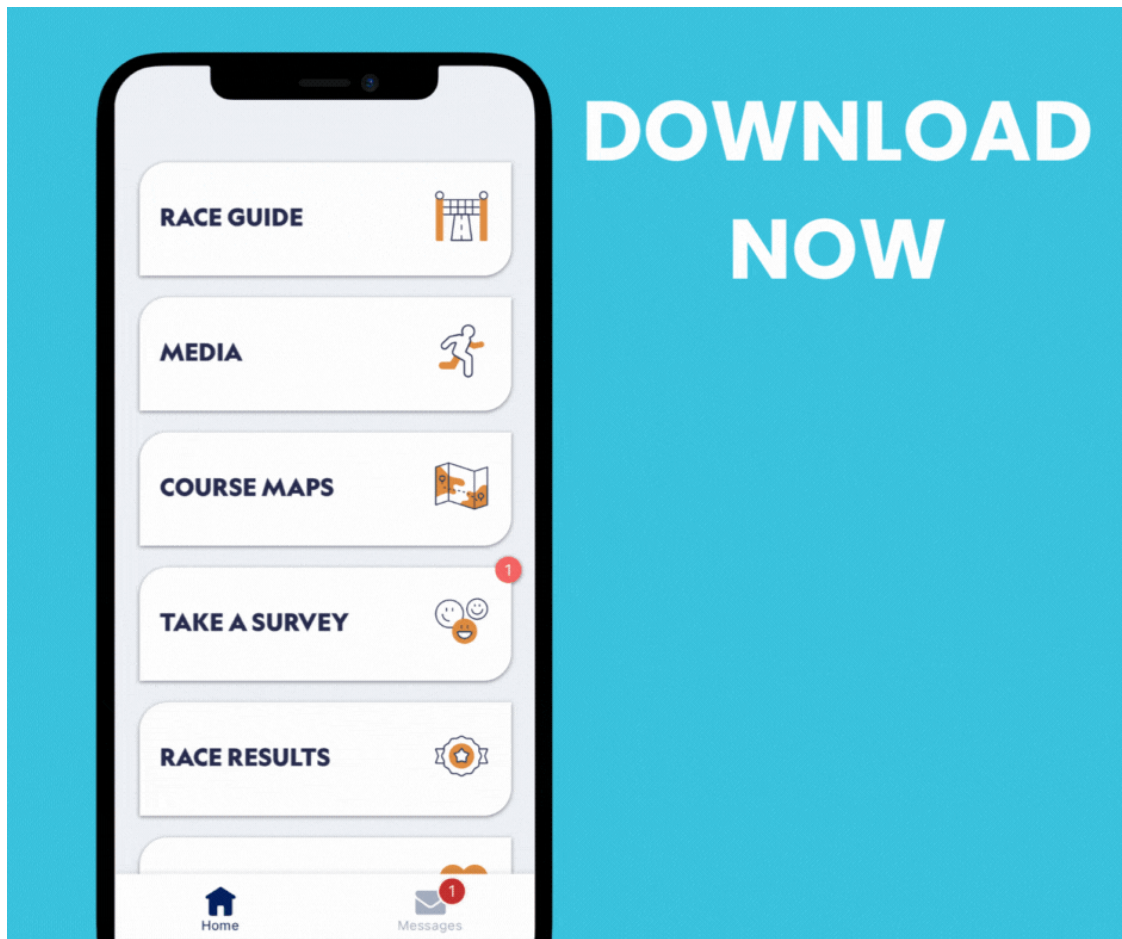 DOWNLOAD
NOW
RACE GUIDE
MEDIA
COURSE MAPS
1
TAKE A SURVEY
RACE RESULTS
1
Home
Messages